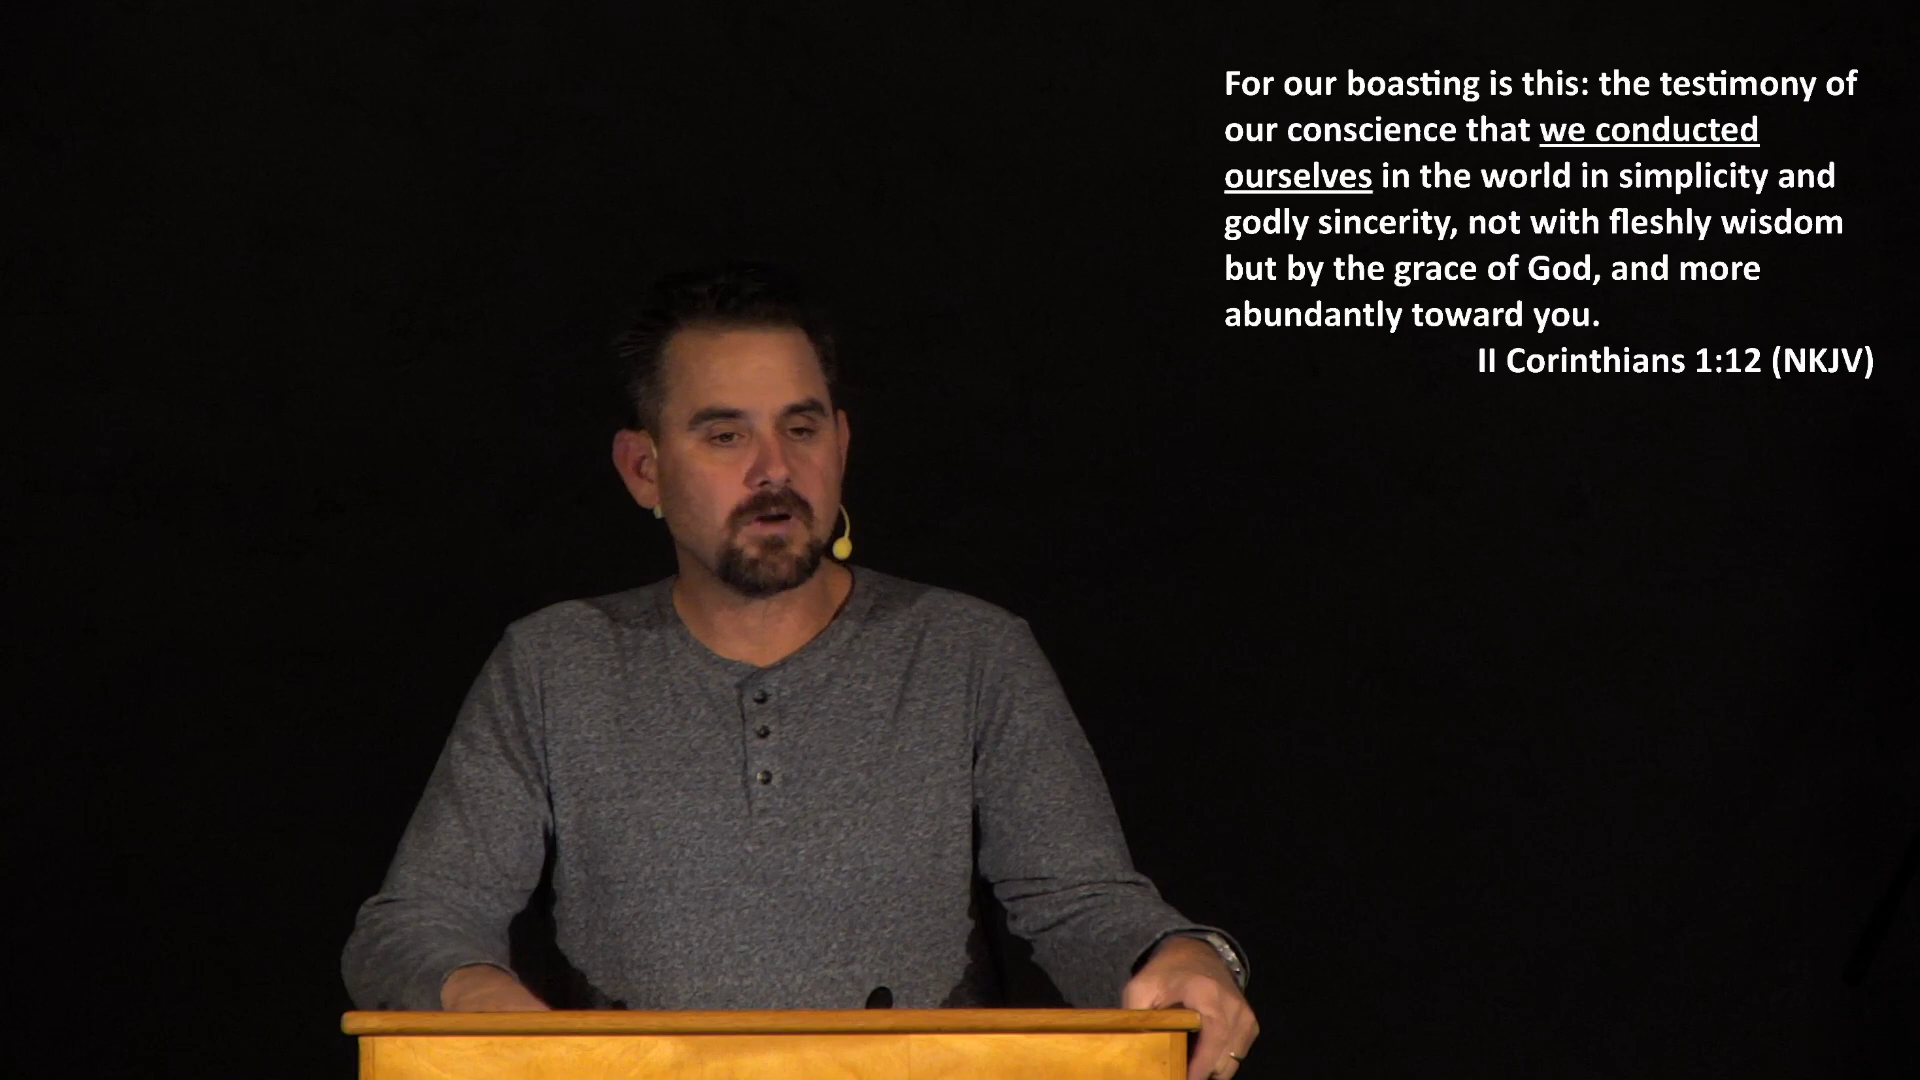 For our boasting is this: the testimony of
our conscience that we conducted
ourselves in the world in simplicity and
godly sincerity, not with fleshly wisdom
but by the grace of God, and more
abundantly toward you.
II Corinthians 1:12 (NKJV)